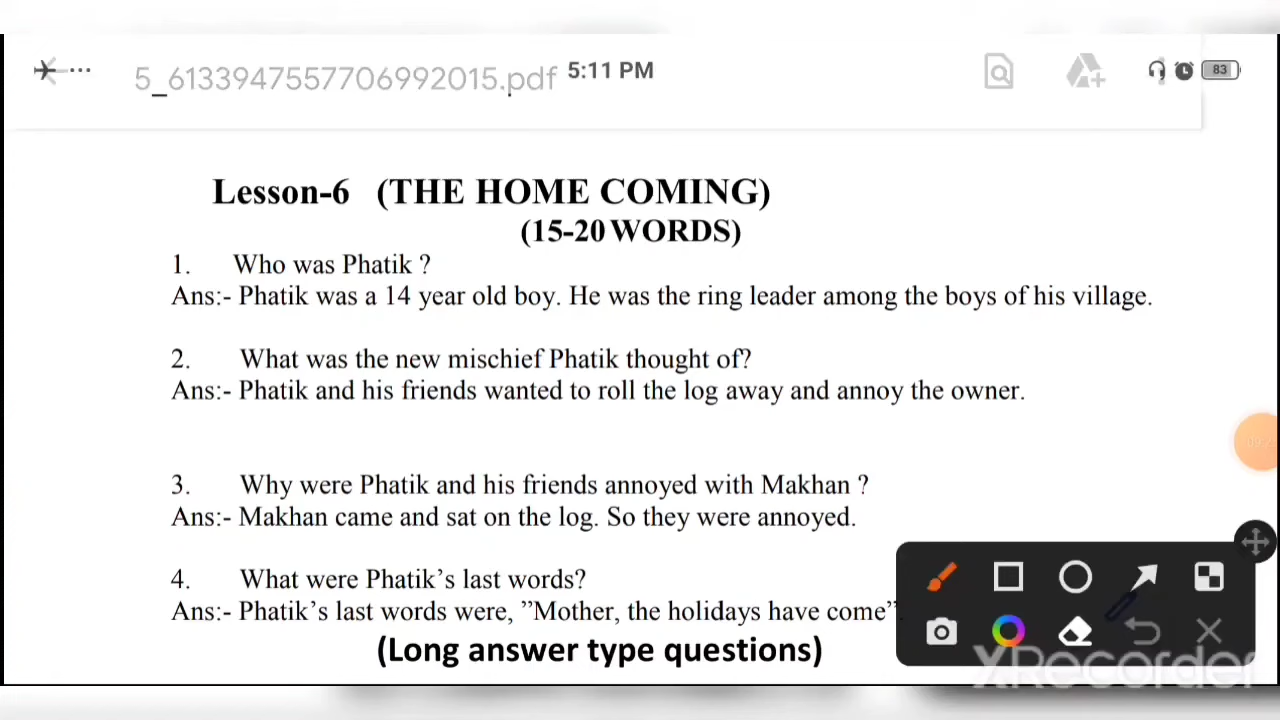 5_6133947557706992015.pdf 5:11 PM 83
Lesson-6 (THE HOME COMING)
(15-20 WORDS)
1. Who was Phatik ?
Ans:- Phatik was a 14 year old boy. He was the ring leader among the boys of his village.
2. What was the new mischief Phatik thought of?
Ans:- Phatik and his friends wanted to roll the log away and annoy the owner.
3. Why were Phatik and his friends annoyed with Makhan ?
Ans:- Makhan came and sat on the log. So they were annoyed.
4. What were Phatik’s last words?
Ans:- Phatik’s last words were, ”Mother, the holidays have come”.
(Long answer type questions)
XRecorder